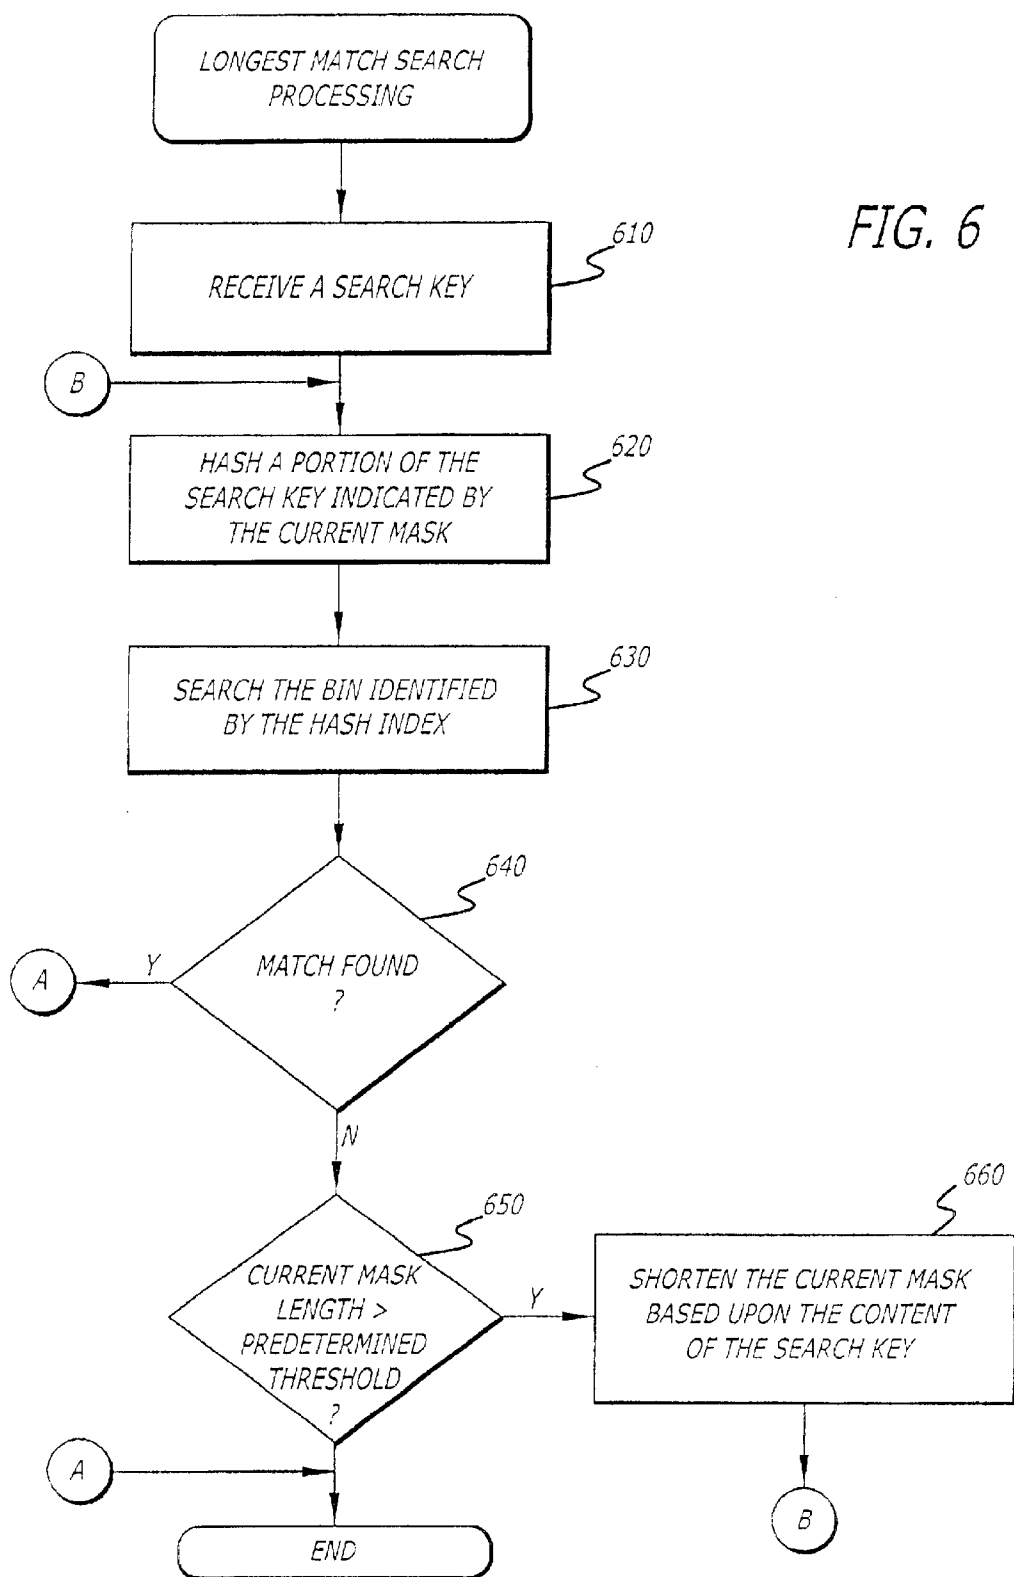 LONGEST MATCH SEARCH
PROCESSING
FIG. 6
610
RECEIVE A SEARCH KEY
B
620
HASH A PORTION OF THE
SEARCH KEY INDICATED BY
THE CURRENT MASK
630
SEARCH THE BIN IDENTIFIED
BY THE HASH INDEX
640
MATCH FOUND
?
Y
A
N
650
CURRENT MASK
LENGTH >
PREDETERMINED
THRESHOLD
?
Y
660
SHORTEN THE CURRENT MASK
BASED UPON THE CONTENT
OF THE SEARCH KEY
A
B
END